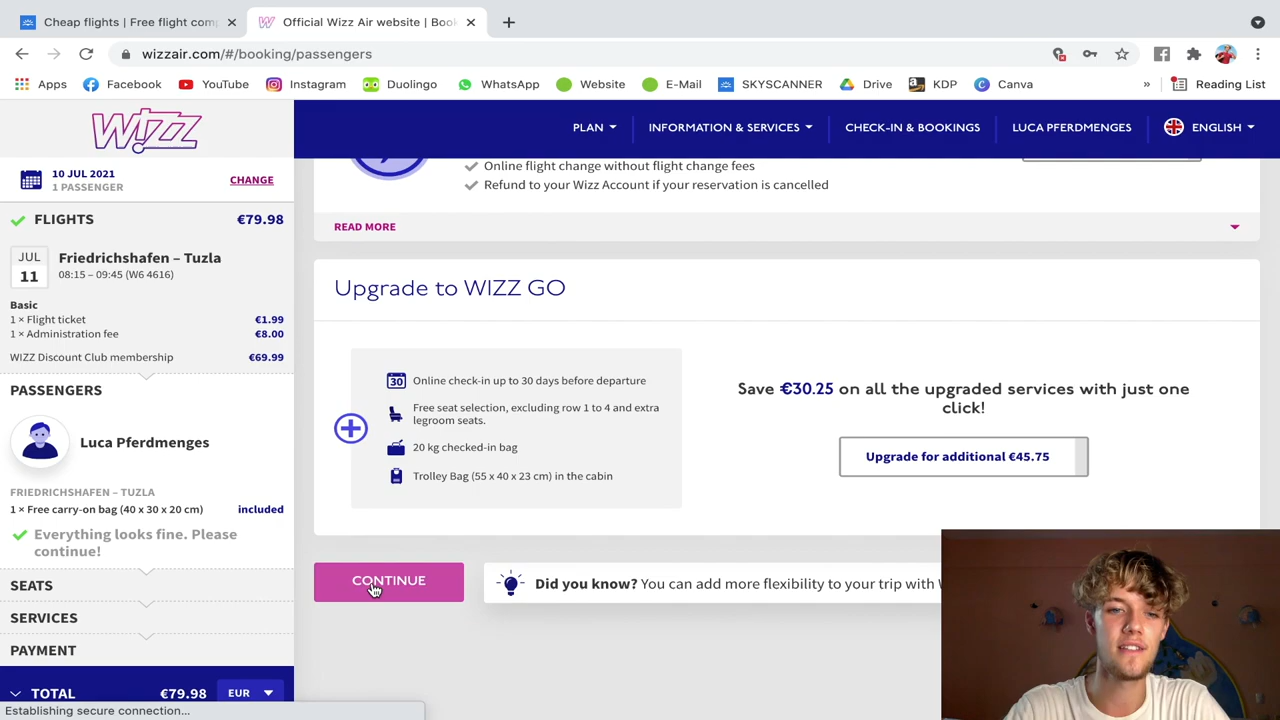 Cheap flights | Free flight com
Official Wizz Air website | Boo
wizzair.com/#/booking/passengers
Apps
Facebook
YouTube
Instagram
Duolingo
WhatsApp
Website
E-Mail
SKYSCANNER
Drive
KDP
Canva
»
Reading List
WIZZ
10 JUL 2021
1 PASSENGER
CHANGE
FLIGHTS €79.98
JUL
11
Friedrichshafen – Tuzla
08:15 – 09:45 (W6 4616)
Basic
1 × Flight ticket €1.99
1 × Administration fee €8.00
WIZZ Discount Club membership €69.99
PASSENGERS
Luca Pferdmenges
FRIEDRICHSHAFEN – TUZLA
1 × Free carry-on bag (40 x 30 x 20 cm) included
Everything looks fine. Please
continue!
SEATS
SERVICES
PAYMENT
TOTAL €79.98 EUR
Establishing secure connection...
PLAN
INFORMATION & SERVICES
CHECK-IN & BOOKINGS
LUCA PFERDMENGES
ENGLISH
Online flight change without flight change fees
Refund to your Wizz Account if your reservation is cancelled
READ MORE
Upgrade to WIZZ GO
30
Online check-in up to 30 days before departure
Free seat selection, excluding row 1 to 4 and extra
legroom seats.
20 kg checked-in bag
Trolley Bag (55 x 40 x 23 cm) in the cabin
Save €30.25 on all the upgraded services with just one
click!
Upgrade for additional €45.75
CONTINUE
Did you know? You can add more flexibility to your trip with